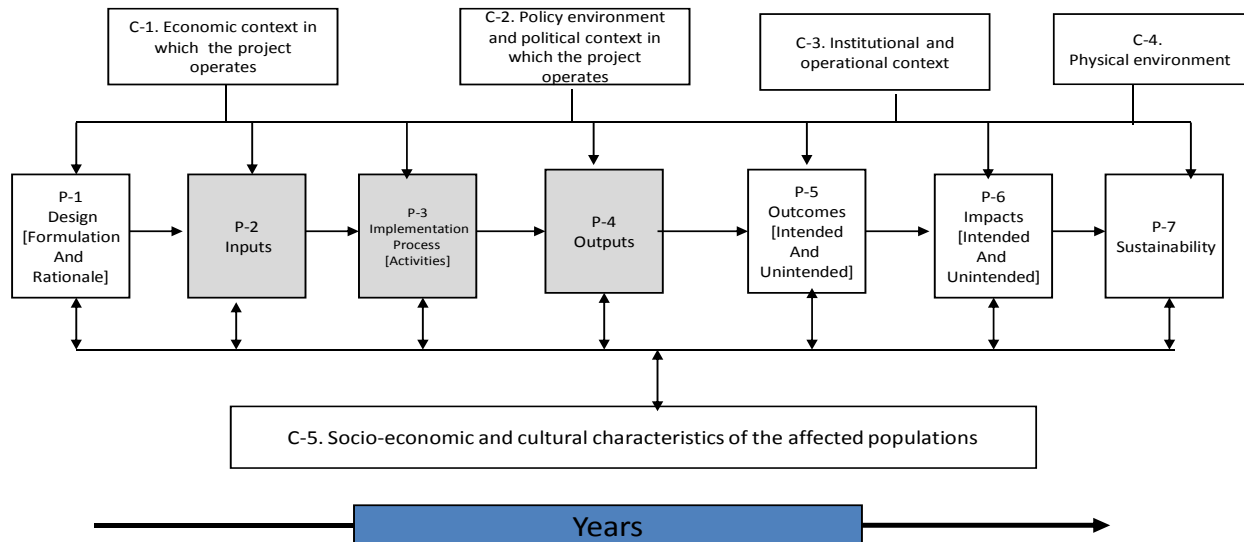 C-1. Economic context in
which the project
operates
C-2. Policy environment
and political context in
which the project
operates
C-3. Institutional and
operational context
C-4.
Physical environment
P-1
Design
[Formulation
And
Rationale]
P-2
Inputs
P-3
Implementation
Process
[Activities]
P-4
Outputs
P-5
Outcomes
[Intended
And
Unintended]
P-6
Impacts
[Intended
And
Unintended]
P-7
Sustainability
C-5. Socio-economic and cultural characteristics of the affected populations
Years